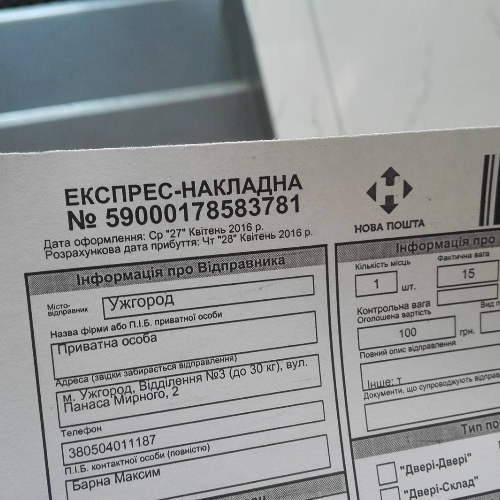 ЕКСПРЕС-НАКЛАДНА
№ 59000178583781
Дата оформлення: Ср "27" Квітень 2016 р.
Розрахункова дата прибуття: Чт "28" Квітень 2016 р.
НОВА ПОШТА
Інформація про Відправника
Місто-відправник
Ужгород
Назва фірми або П.І.Б. приватної особи
Приватна особа
Адреса (звідки забирається відправлення)
м. Ужгород, Відділення №3 (до 30 кг), вул.
Панаса Мирного, 2
Телефон
380504011187
П.І.Б. контактної особи (повністю)
Барна Максим
Інформація про
Кількість місць
Фактична вага
1 шт.
15
Контрольна вага
Оголошена вартість
100 грн.
Повний опис відправлення
Інше: т
Документи, що супроводжують відправ
Тип по
"Двері-Двері"
"Двері-Склад"